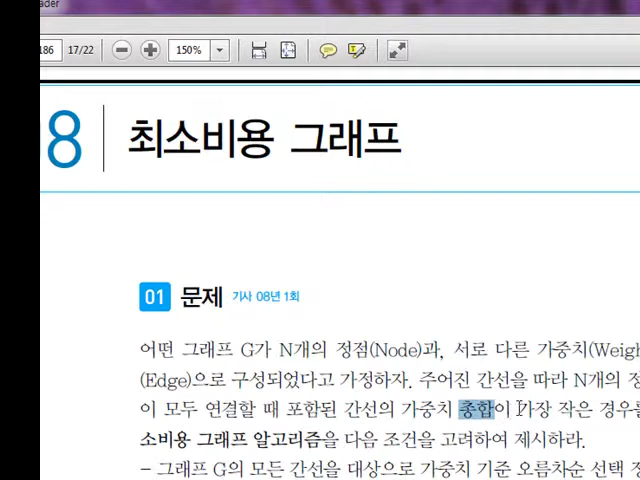 ader
186 17/22 150%
8 최소비용 그래프
01 문제 기사 08년 1회
어떤 그래프 G가 N개의 정점(Node)과, 서로 다른 가중치(Weigh
(Edge)으로 구성되었다고 가정하자. 주어진 간선을 따라 N개의 정
이 모두 연결할 때 포함된 간선의 가중치 종합이 가장 작은 경우를
소비용 그래프 알고리즘을 다음 조건을 고려하여 제시하라.
- 그래프 G의 모든 간선을 대상으로 가중치 기준 오름차순 선택 정